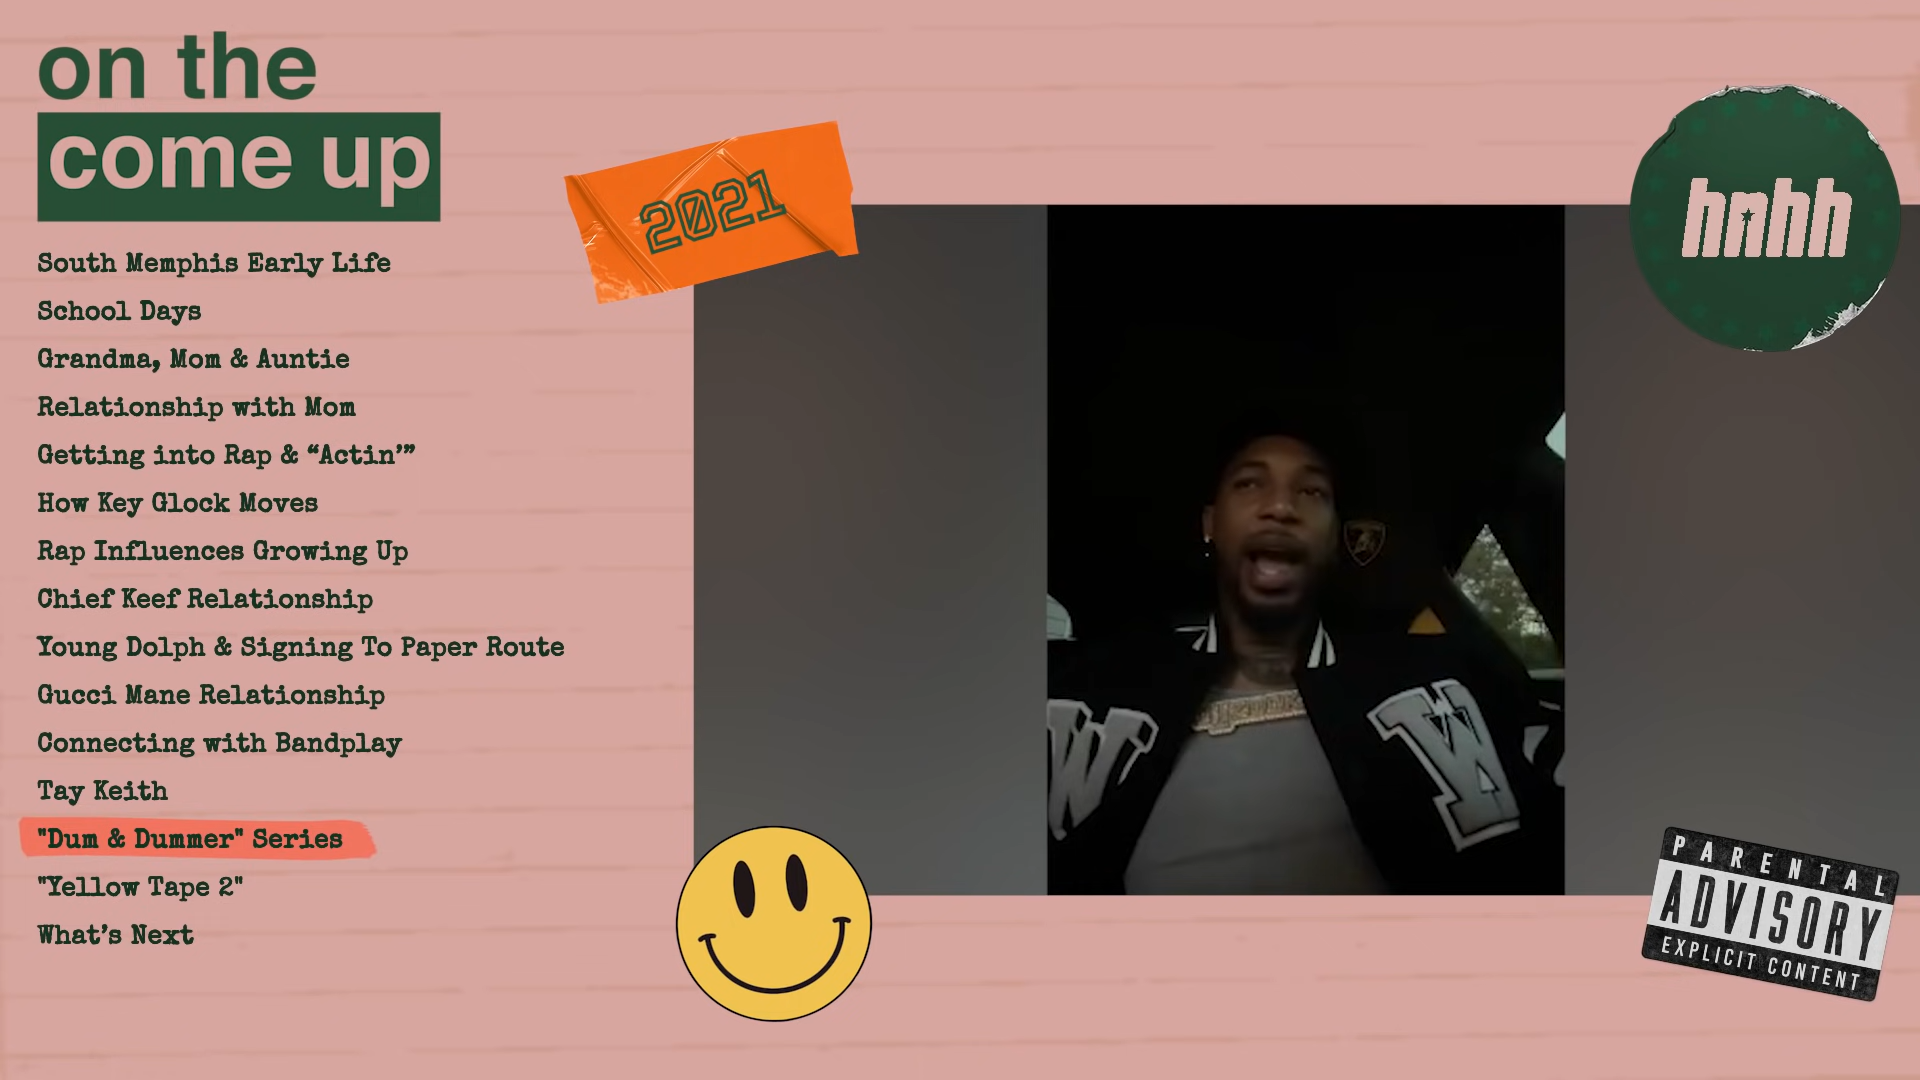 on the
come up
South Memphis Early Life
School Days
Grandma, Mom & Auntie
Relationship with Mom
Getting into Rap & “Actin’”
How Key Glock Moves
Rap Influences Growing Up
Chief Keef Relationship
Young Dolph & Signing To Paper Route
Gucci Mane Relationship
Connecting with Bandplay
Tay Keith
"Dum & Dummer" Series
"Yellow Tape 2"
What’s Next
2021
hnhh
W
W
PARENTAL
ADVISORY
EXPLICIT CONTENT